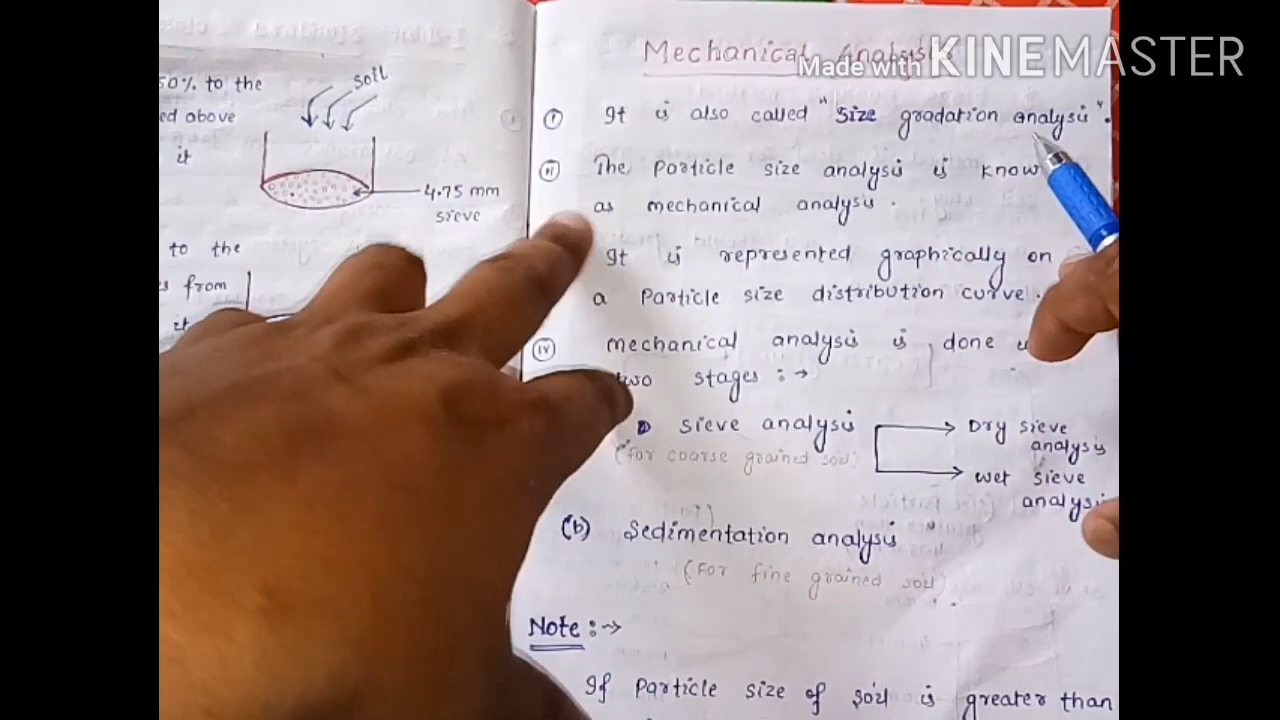 50% to the
ed above
it
soil
4.75 mm
sieve
to the
s from
it
Mechanical Analysis
Made with KINEMASTER
(i) It is also called "Size gradation analysis".
(ii) The Particle size analysis is know
as mechanical analysis.
It is represented graphically on
a Particle size distribution curve.
(iv) mechanical analysis is done
two stages :→
sieve analysis
(for coarse grained soil)
Dry sieve
analysis
wet sieve
analysis
(b) Sedimentation analysis
(For fine grained soil)
Note :→
If Particle size of soil is greater than